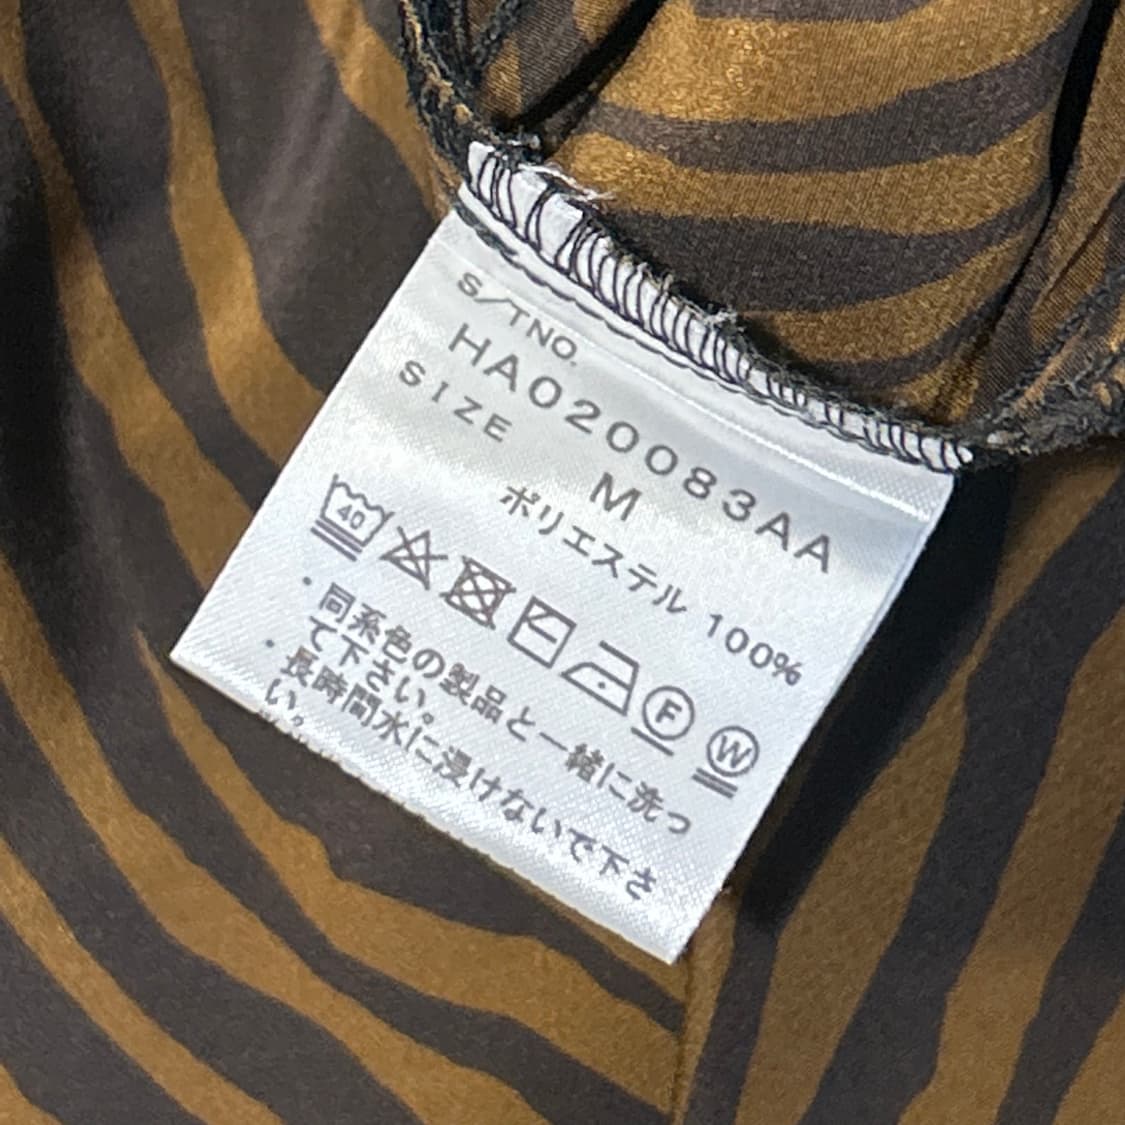 S/TNO.
HA020083AA
SIZE
M
ポリエステル 100%
40
F
W
・同系色の製品と一緒に洗っ
て下さい。
・長時間水に浸けないで下さ
い。